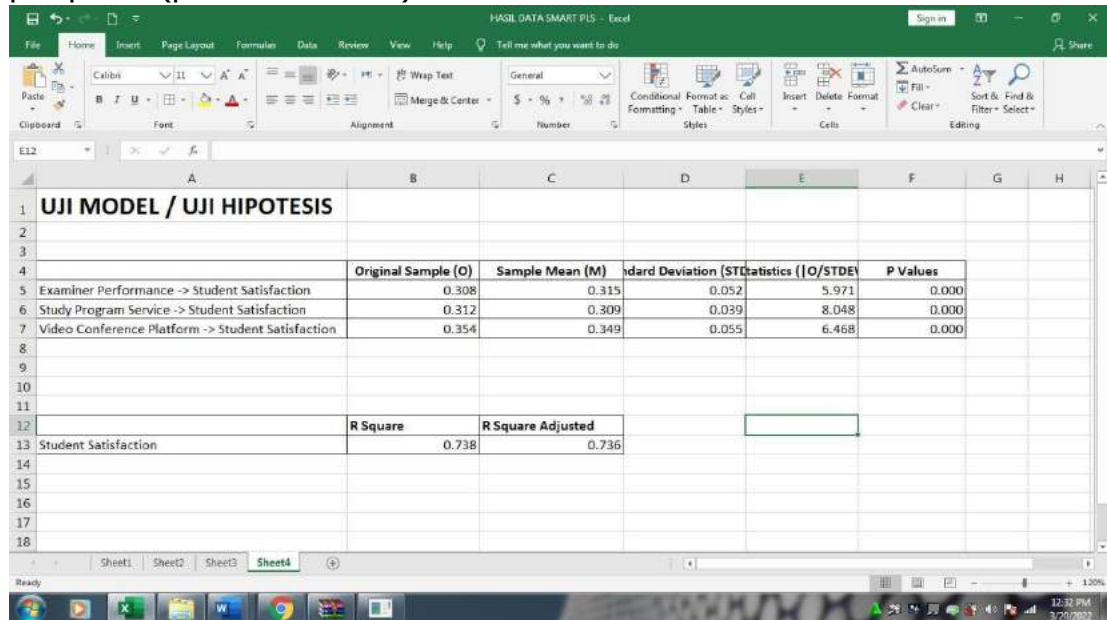 HASIL DATA SMART PLS - Excel
Sign in
File Home Insert Page Layout Formulas Data Review View Help Tell me what you want to do Share
Paste
Calibri 11 A A Wrap Text General
B I U A Merge & Center $ - % ,
Conditional Formatting Format as Table Cell Styles Insert Delete Format
AutoSum Fill Clear Sort & Filter Find & Select
Clipboard Font Alignment Number Styles Cells Editing
E12 fx
A B C D E F G H
1 UJI MODEL / UJI HIPOTESIS
2
3
4 Original Sample (O) Sample Mean (M) ndard Deviation (STD tatistics (|O/STDEV P Values
5 Examiner Performance -> Student Satisfaction 0.308 0.315 0.052 5.971 0.000
6 Study Program Service -> Student Satisfaction 0.312 0.309 0.039 8.048 0.000
7 Video Conference Platform -> Student Satisfaction 0.354 0.349 0.055 6.468 0.000
8
9
10
11
12 R Square R Square Adjusted
13 Student Satisfaction 0.738 0.736
14
15
16
17
18
Sheet1 Sheet2 Sheet3 Sheet4
Ready 120%
12:32 PM
3/20/2022